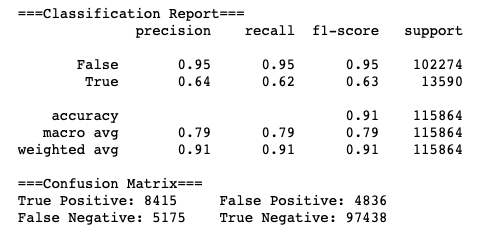 ===Classification Report===
precision recall f1-score support
False 0.95 0.95 0.95 102274
True 0.64 0.62 0.63 13590
accuracy 0.91 115864
macro avg 0.79 0.79 0.79 115864
weighted avg 0.91 0.91 0.91 115864
===Confusion Matrix===
True Positive: 8415 False Positive: 4836
False Negative: 5175 True Negative: 97438